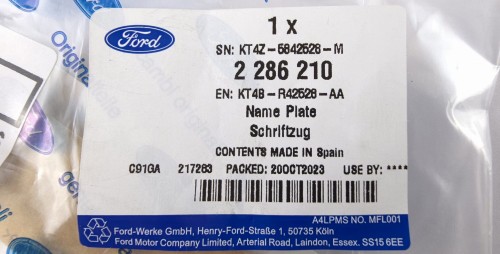 Ford
1 x
SN: KT4Z-5842528-M
2 286 210
EN: KT4B-R42528-AA
Name Plate
Schriftzug
CONTENTS MADE IN Spain
C91GA 217263 PACKED: 20OCT2023 USE BY: ****
A4LPMS NO. MFL001
Ford-Werke GmbH, Henry-Ford-Straße 1, 50735 Köln
Ford Motor Company Limited, Arterial Road, Laindon, Essex. SS15 6EE